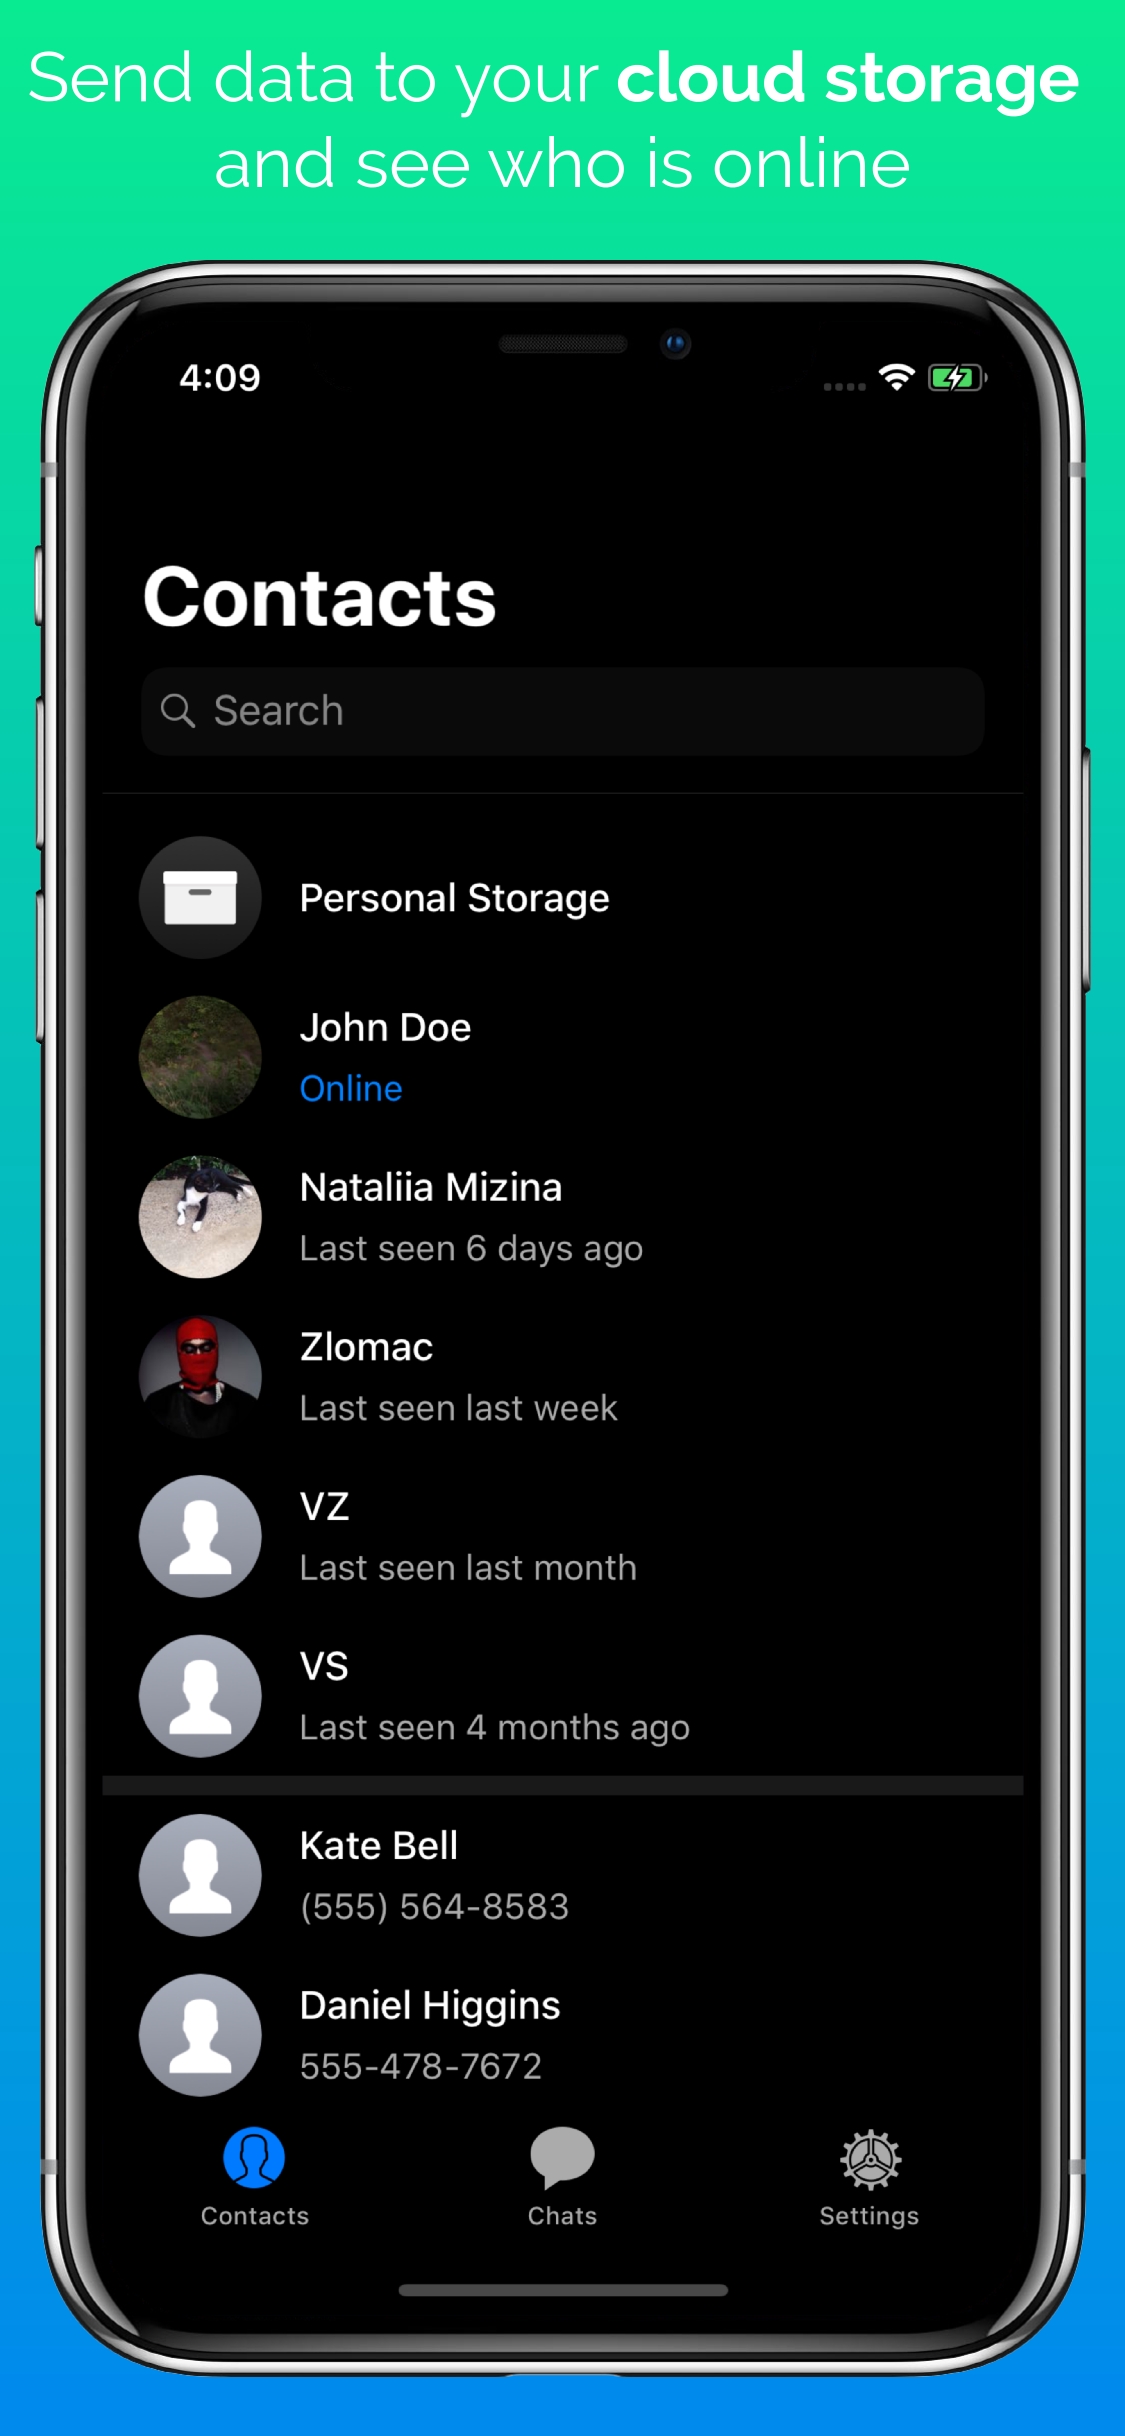 Send data to your cloud storage
and see who is online
4:09
Contacts
Search
Personal Storage
John Doe
Online
Nataliia Mizina
Last seen 6 days ago
Zlomac
Last seen last week
VZ
Last seen last month
VS
Last seen 4 months ago
Kate Bell
(555) 564-8583
Daniel Higgins
555-478-7672
Contacts
Chats
Settings